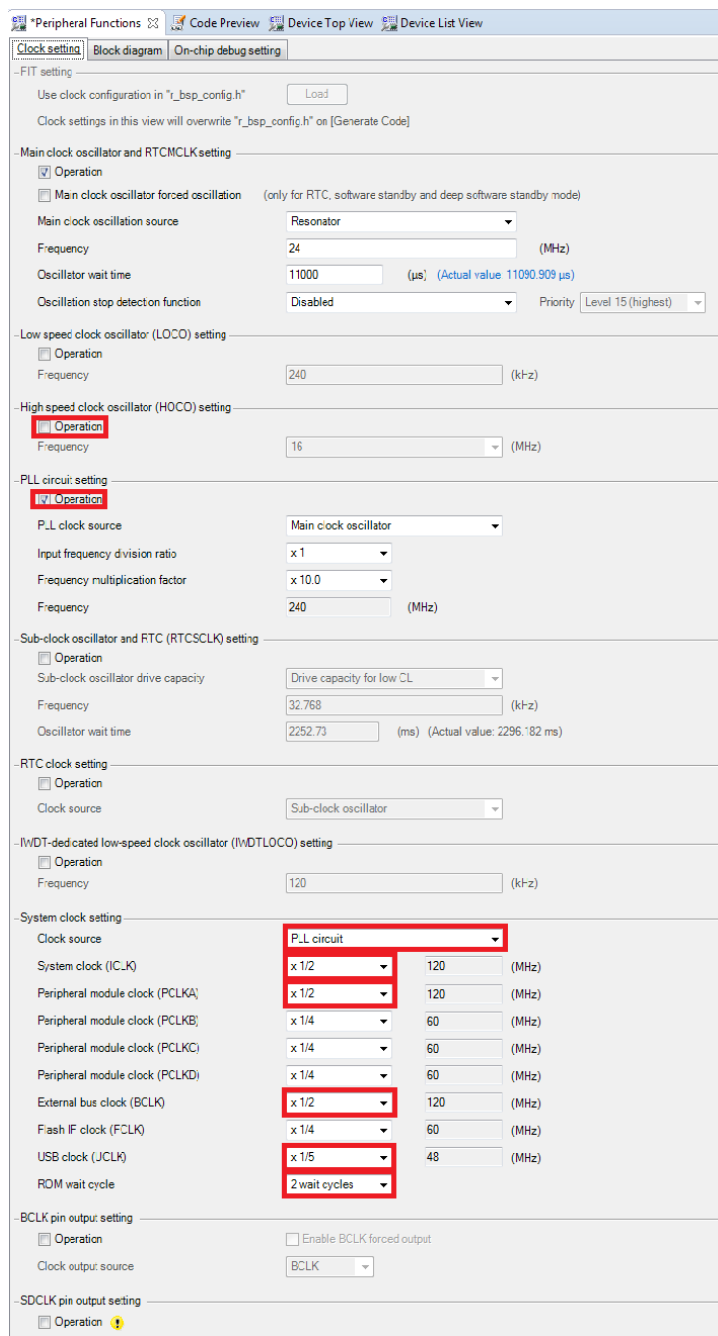 *Peripheral Functions Code Preview Device Top View Device List View
Clock setting Block diagram On-chip debug setting
FIT setting
Use clock configuration in "r_bsp_config.h" Load
Clock settings in this view will overwrite "r_bsp_config.h" on [Generate Code]
Main clock oscillator and RTCMCLK setting
Operation
Main clock oscillator forced oscillation (only for RTC, software standby and deep software standby mode)
Main clock oscillation source Resonator
Frequency 24 (MHz)
Oscillator wait time 11000 (µs) (Actual value 11090.909 µs)
Oscillation stop detection function Disabled Priority Level 15 (highest)
Low speed clock oscillator (LOCO) setting
Operation
Frequency 240 (kHz)
High speed clock oscillator (HOCO) setting
Operation
Frequency 16 (MHz)
PLL circuit setting
Operation
PLL clock source Main clock oscillator
Input frequency division ratio x 1
Frequency multiplication factor x 10.0
Frequency 240 (MHz)
Sub-clock oscillator and RTC (RTCSCLK) setting
Operation
Sub-clock oscillator drive capacity Drive capacity for low CL
Frequency 32.768 (kHz)
Oscillator wait time 2252.73 (ms) (Actual value: 2296.182 ms)
RTC clock setting
Operation
Clock source Sub-clock oscillator
IWDT-dedicated low-speed clock oscillator (IWDTLOCO) setting
Operation
Frequency 120 (kHz)
System clock setting
Clock source PLL circuit
System clock (ICLK) x 1/2 120 (MHz)
Peripheral module clock (PCLKA) x 1/2 120 (MHz)
Peripheral module clock (PCLKB) x 1/4 60 (MHz)
Peripheral module clock (PCLKC) x 1/4 60 (MHz)
Peripheral module clock (PCLKD) x 1/4 60 (MHz)
External bus clock (BCLK) x 1/2 120 (MHz)
Flash IF clock (FCLK) x 1/4 60 (MHz)
USB clock (UCLK) x 1/5 48 (MHz)
ROM wait cycle 2 wait cycles
BCLK pin output setting
Operation Enable BCLK forced output
Clock output source BCLK
SDCLK pin output setting
Operation